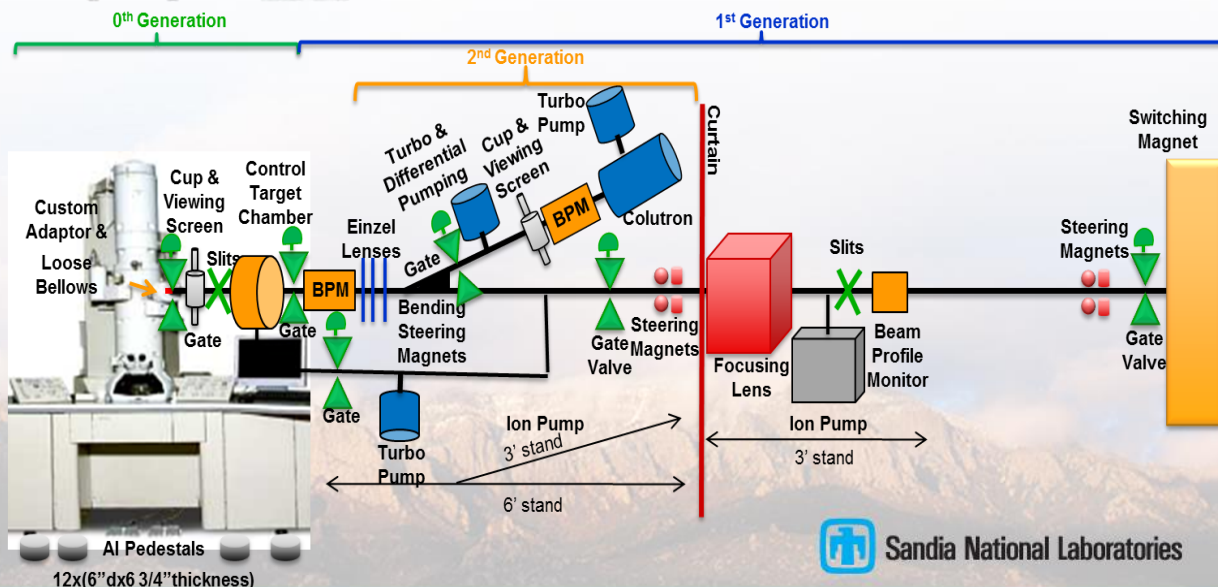 0th Generation
1st Generation
2nd Generation
Turbo
Pump
Curtain
Switching
Magnet
Turbo &
Differential
Pumping
Cup &
Viewing
Screen
Cup &
Viewing
Screen
Control
Target
Chamber
Custom
Adaptor &
Loose
Bellows
Slits
Einzel
Lenses
Gate
BPM
Colutron
BPM
Gate
Gate
Bending
Steering
Magnets
Gate
Valve
Steering
Magnets
Focusing
Lens
Slits
Beam
Profile
Monitor
Steering
Magnets
Gate
Valve
Gate
Turbo
Pump
Ion Pump
3' stand
6' stand
Ion Pump
3' stand
Al Pedestals
12x(6”dx6 3/4”thickness)
Sandia National Laboratories